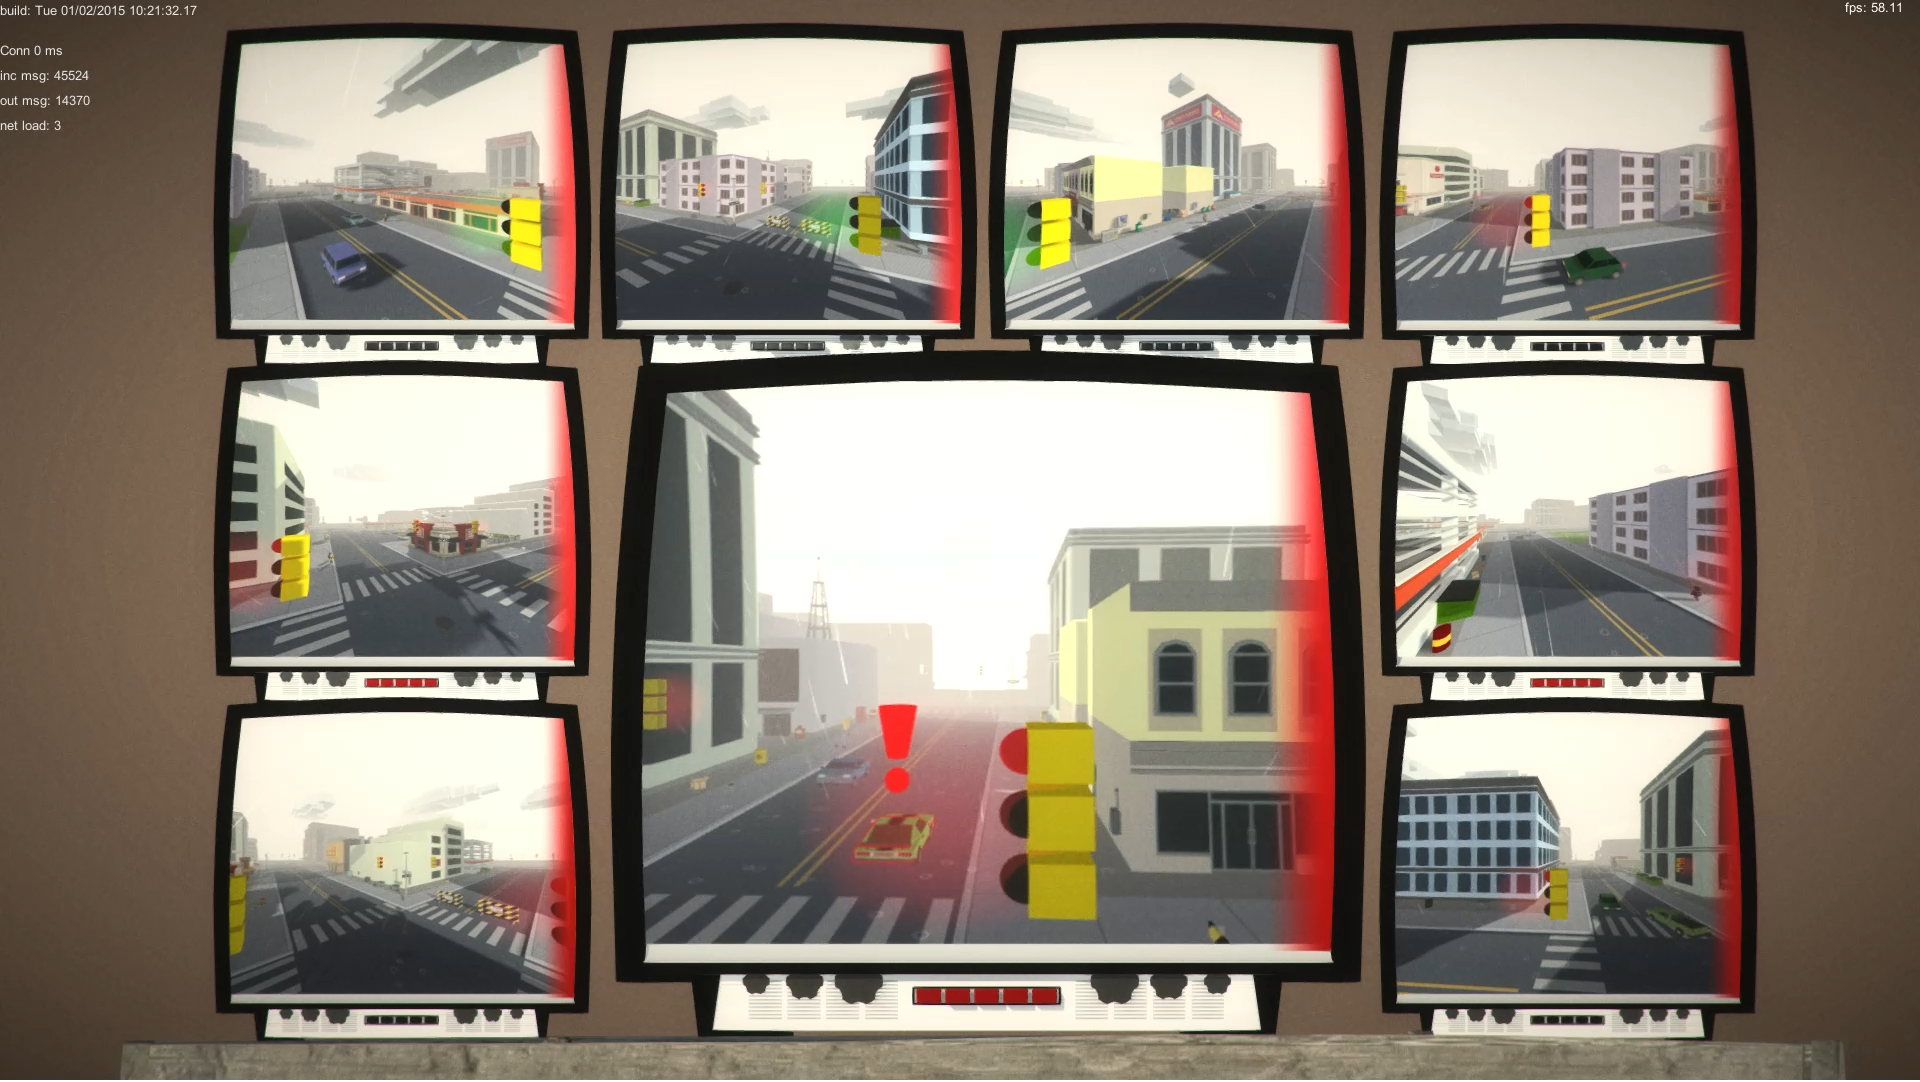 build: Tue 01/02/2015 10:21:32.17
fps: 58.11
Conn 0 ms
inc msg: 45524
out msg: 14370
net load: 3